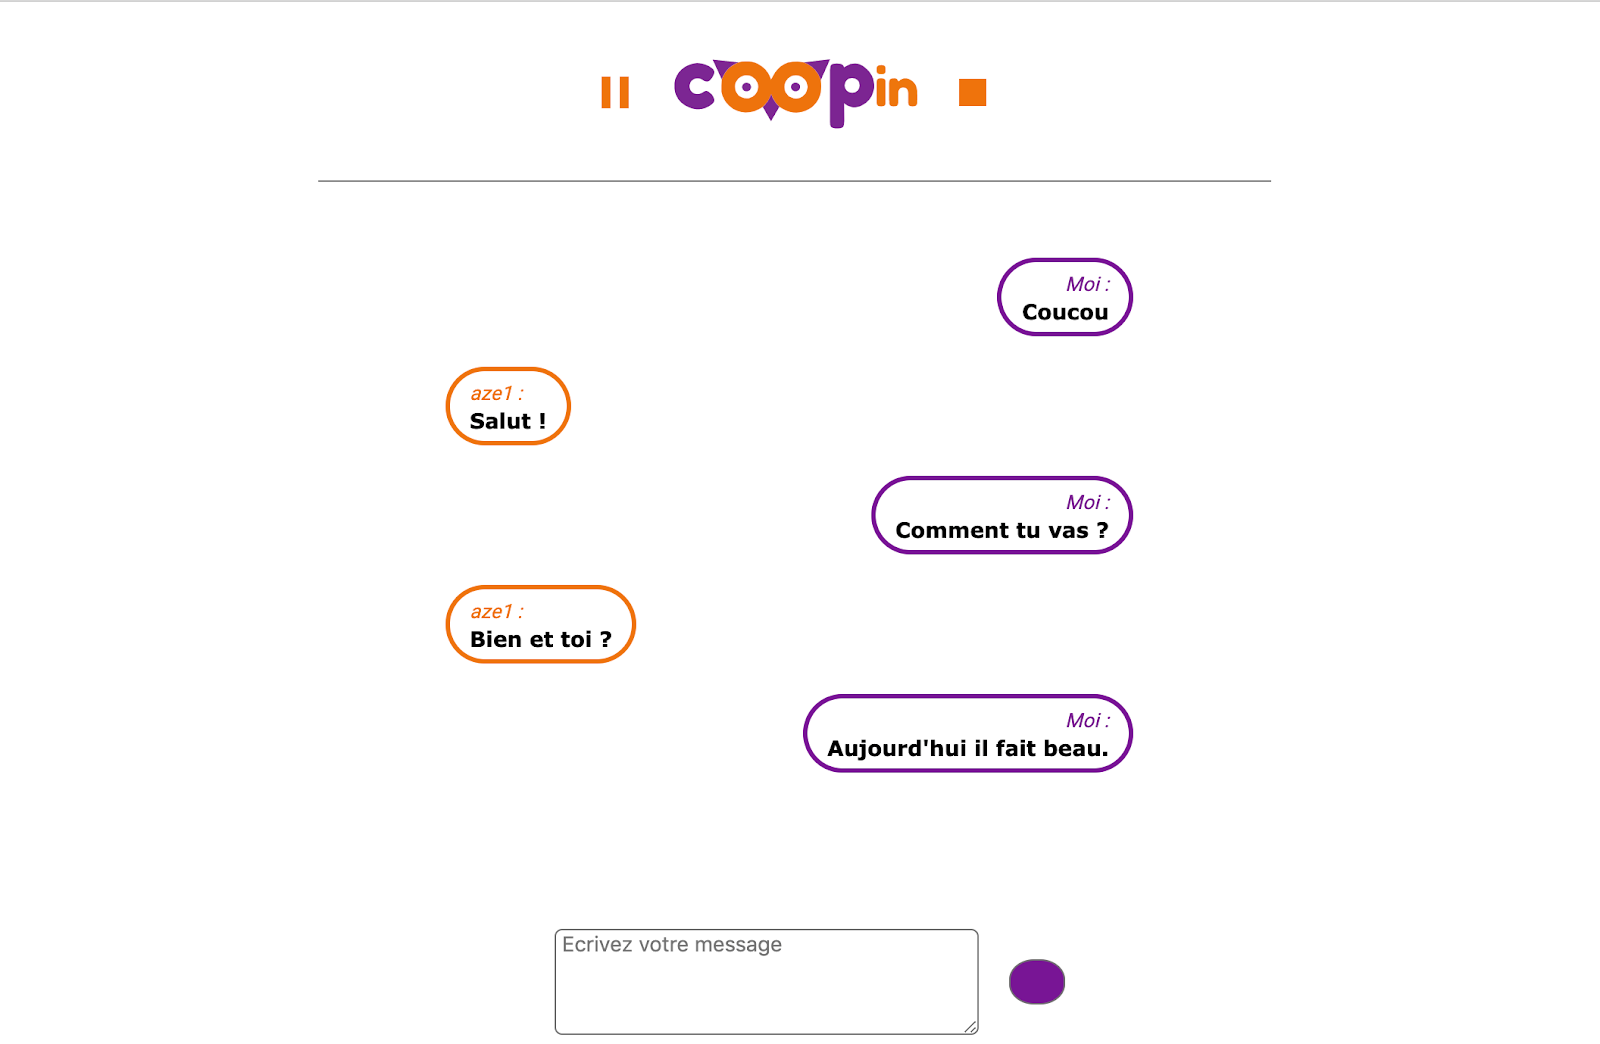 coopin
Moi :
Coucou
aze1 :
Salut !
Moi :
Comment tu vas ?
aze1 :
Bien et toi ?
Moi :
Aujourd'hui il fait beau.
Ecrivez votre message